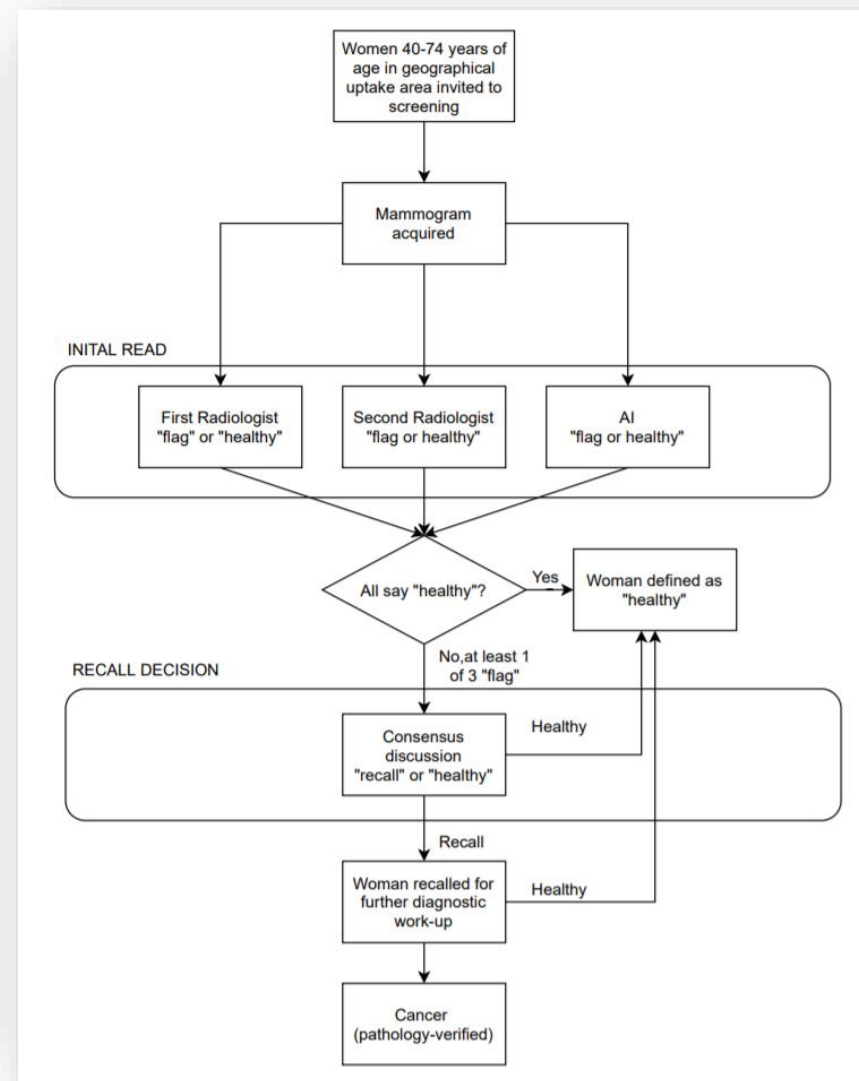 Women 40-74 years of
age in geographical
uptake area invited to
screening
Mammogram
acquired
INITAL READ
First Radiologist
"flag" or "healthy"
Second Radiologist
"flag or healthy"
AI
"flag or healthy"
All say "healthy"?
Yes
Woman defined as
"healthy"
No,at least 1
of 3 "flag"
RECALL DECISION
Consensus
discussion
"recall" or "healthy"
Healthy
Recall
Woman recalled for
further diagnostic
work-up
Healthy
Cancer
(pathology-verified)